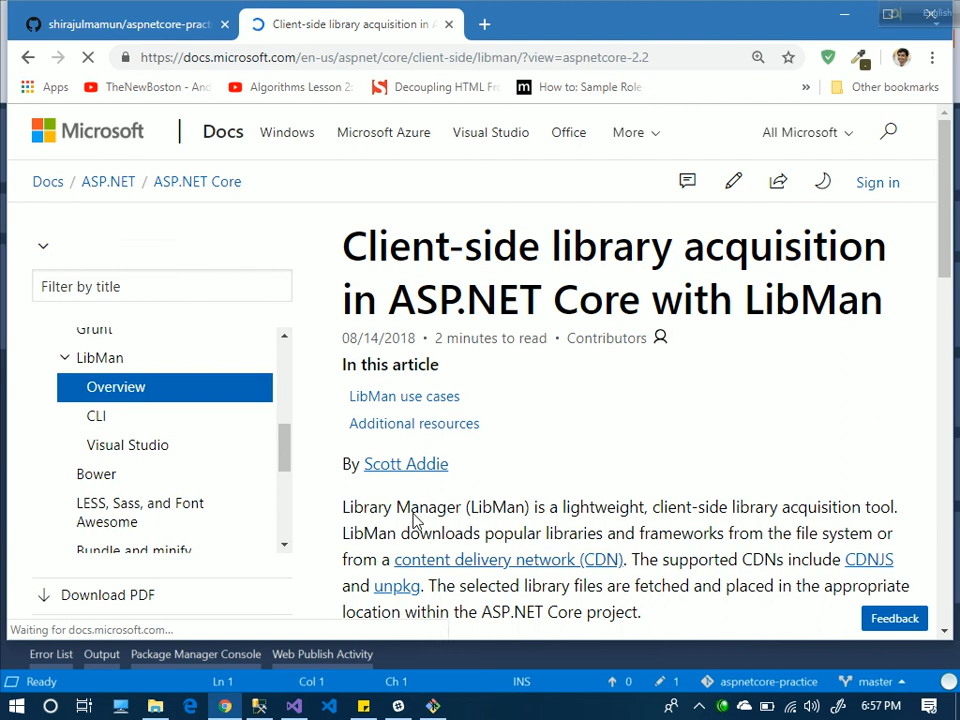 shirajulmamun/aspnetcore-pract
Client-side library acquisition in A
English
https://docs.microsoft.com/en-us/aspnet/core/client-side/libman/?view=aspnetcore-2.2
Apps
TheNewBoston - And
Algorithms Lesson 2:
Decoupling HTML Fr
How to: Sample Role
»
Other bookmarks
Microsoft
Docs
Windows
Microsoft Azure
Visual Studio
Office
More
All Microsoft
Docs / ASP.NET / ASP.NET Core
Sign in
Filter by title
Grunt
LibMan
Overview
CLI
Visual Studio
Bower
LESS, Sass, and Font
Awesome
Bundle and minify
Download PDF
Client-side library acquisition
in ASP.NET Core with LibMan
08/14/2018 • 2 minutes to read • Contributors
In this article
LibMan use cases
Additional resources
By Scott Addie
Library Manager (LibMan) is a lightweight, client-side library acquisition tool.
LibMan downloads popular libraries and frameworks from the file system or
from a content delivery network (CDN). The supported CDNs include CDNJS
and unpkg. The selected library files are fetched and placed in the appropriate
location within the ASP.NET Core project.
Feedback
Waiting for docs.microsoft.com...
Error List Output Package Manager Console Web Publish Activity
Ready
Ln 1
Col 1
Ch 1
INS
0
1
aspnetcore-practice
master
6:57 PM